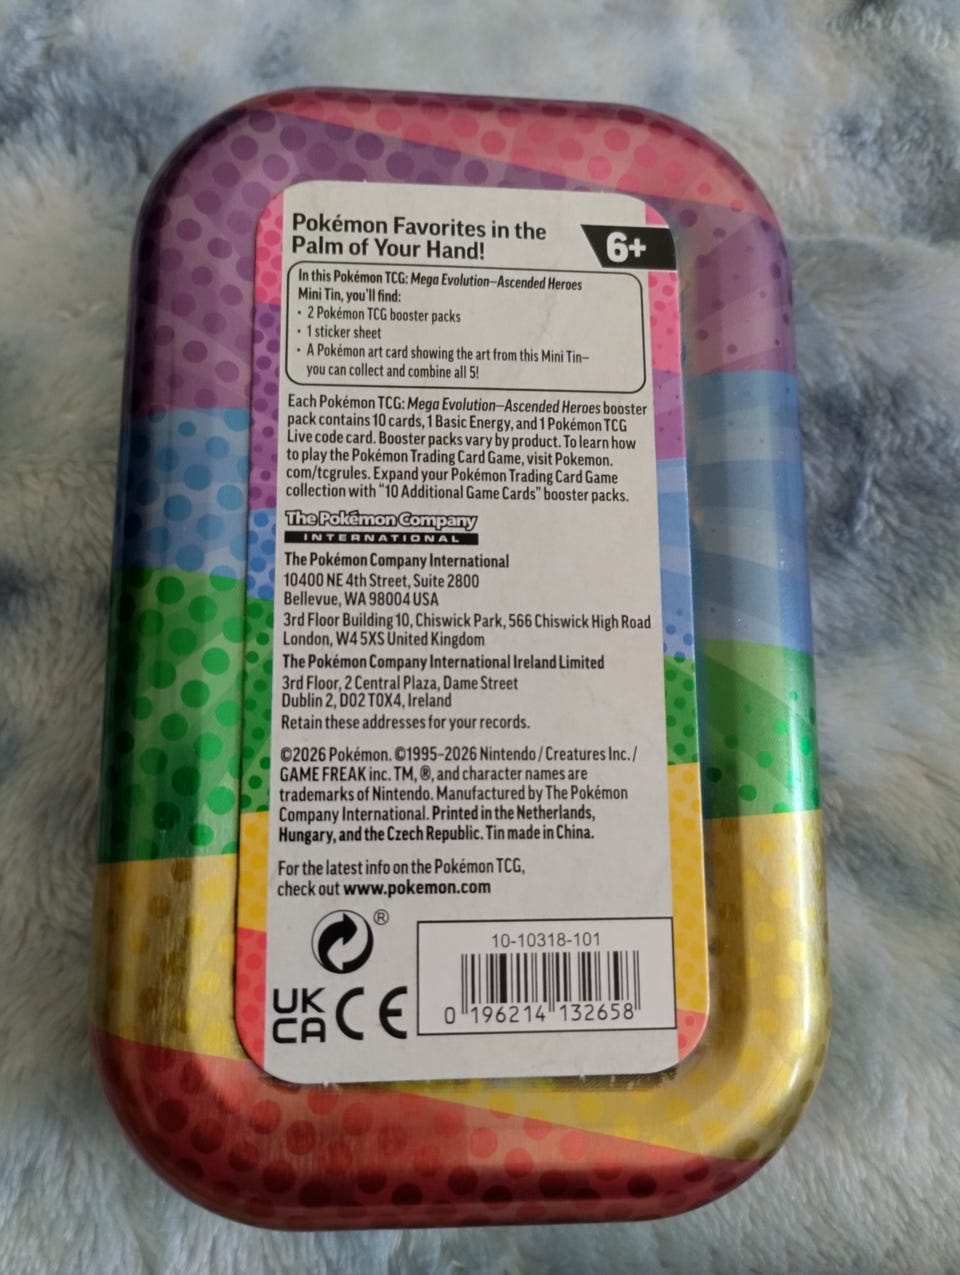 Pokémon Favorites in the
Palm of Your Hand!
6+
In this Pokémon TCG: Mega Evolution—Ascended Heroes
Mini Tin, you'll find:
• 2 Pokémon TCG booster packs
• 1 sticker sheet
• A Pokémon art card showing the art from this Mini Tin—
you can collect and combine all 5!
Each Pokémon TCG: Mega Evolution—Ascended Heroes booster
pack contains 10 cards, 1 Basic Energy, and 1 Pokémon TCG
Live code card. Booster packs vary by product. To learn how
to play the Pokémon Trading Card Game, visit Pokemon.
com/tcgrules. Expand your Pokémon Trading Card Game
collection with "10 Additional Game Cards" booster packs.
The Pokémon Company
INTERNATIONAL
The Pokémon Company International
10400 NE 4th Street, Suite 2800
Bellevue, WA 98004 USA
3rd Floor Building 10, Chiswick Park, 566 Chiswick High Road
London, W4 5XS United Kingdom
The Pokémon Company International Ireland Limited
3rd Floor, 2 Central Plaza, Dame Street
Dublin 2, D02 T0X4, Ireland
Retain these addresses for your records.
©2026 Pokémon. ©1995–2026 Nintendo / Creatures Inc. /
GAME FREAK inc. TM, ®, and character names are
trademarks of Nintendo. Manufactured by The Pokémon
Company International. Printed in the Netherlands,
Hungary, and the Czech Republic. Tin made in China.
For the latest info on the Pokémon TCG,
check out www.pokemon.com
®
UK
CA
CE
10-10318-101
0 196214 132658